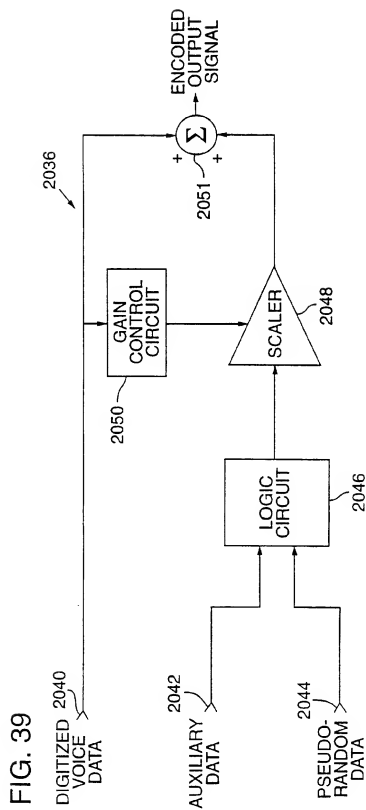 FIG. 39
2036
2040
DIGITIZED
VOICE
DATA
2050
GAIN
CONTROL
CIRCUIT
+
Σ
+
2051
ENCODED
OUTPUT
SIGNAL
2042
AUXILIARY
DATA
LOGIC
CIRCUIT
2046
SCALER
2048
2044
PSEUDO-
RANDOM
DATA